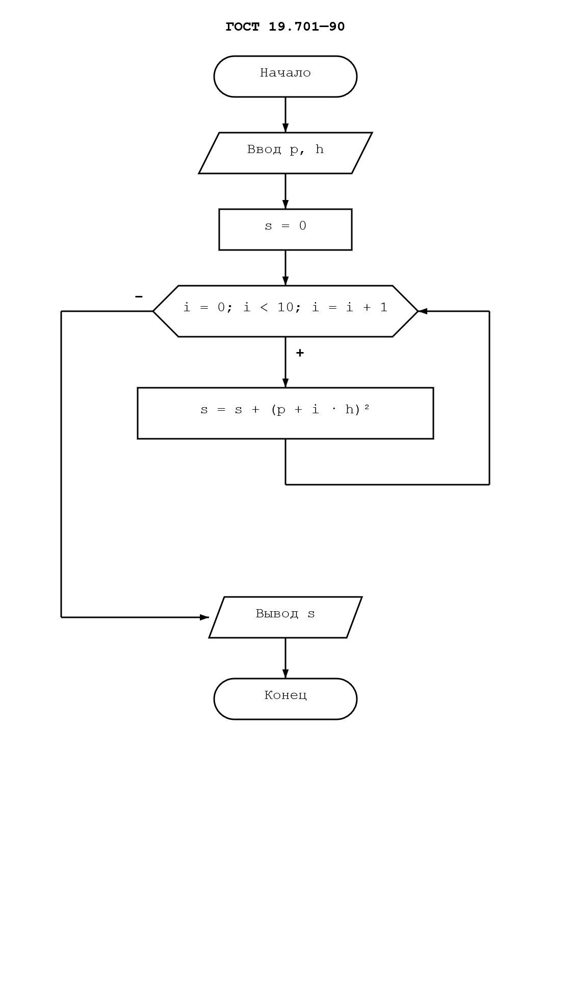 ГОСТ 19.701—90
Начало
Ввод p, h
s = 0
–
i = 0; i < 10; i = i + 1
+
s = s + (p + i · h)²
Вывод s
Конец